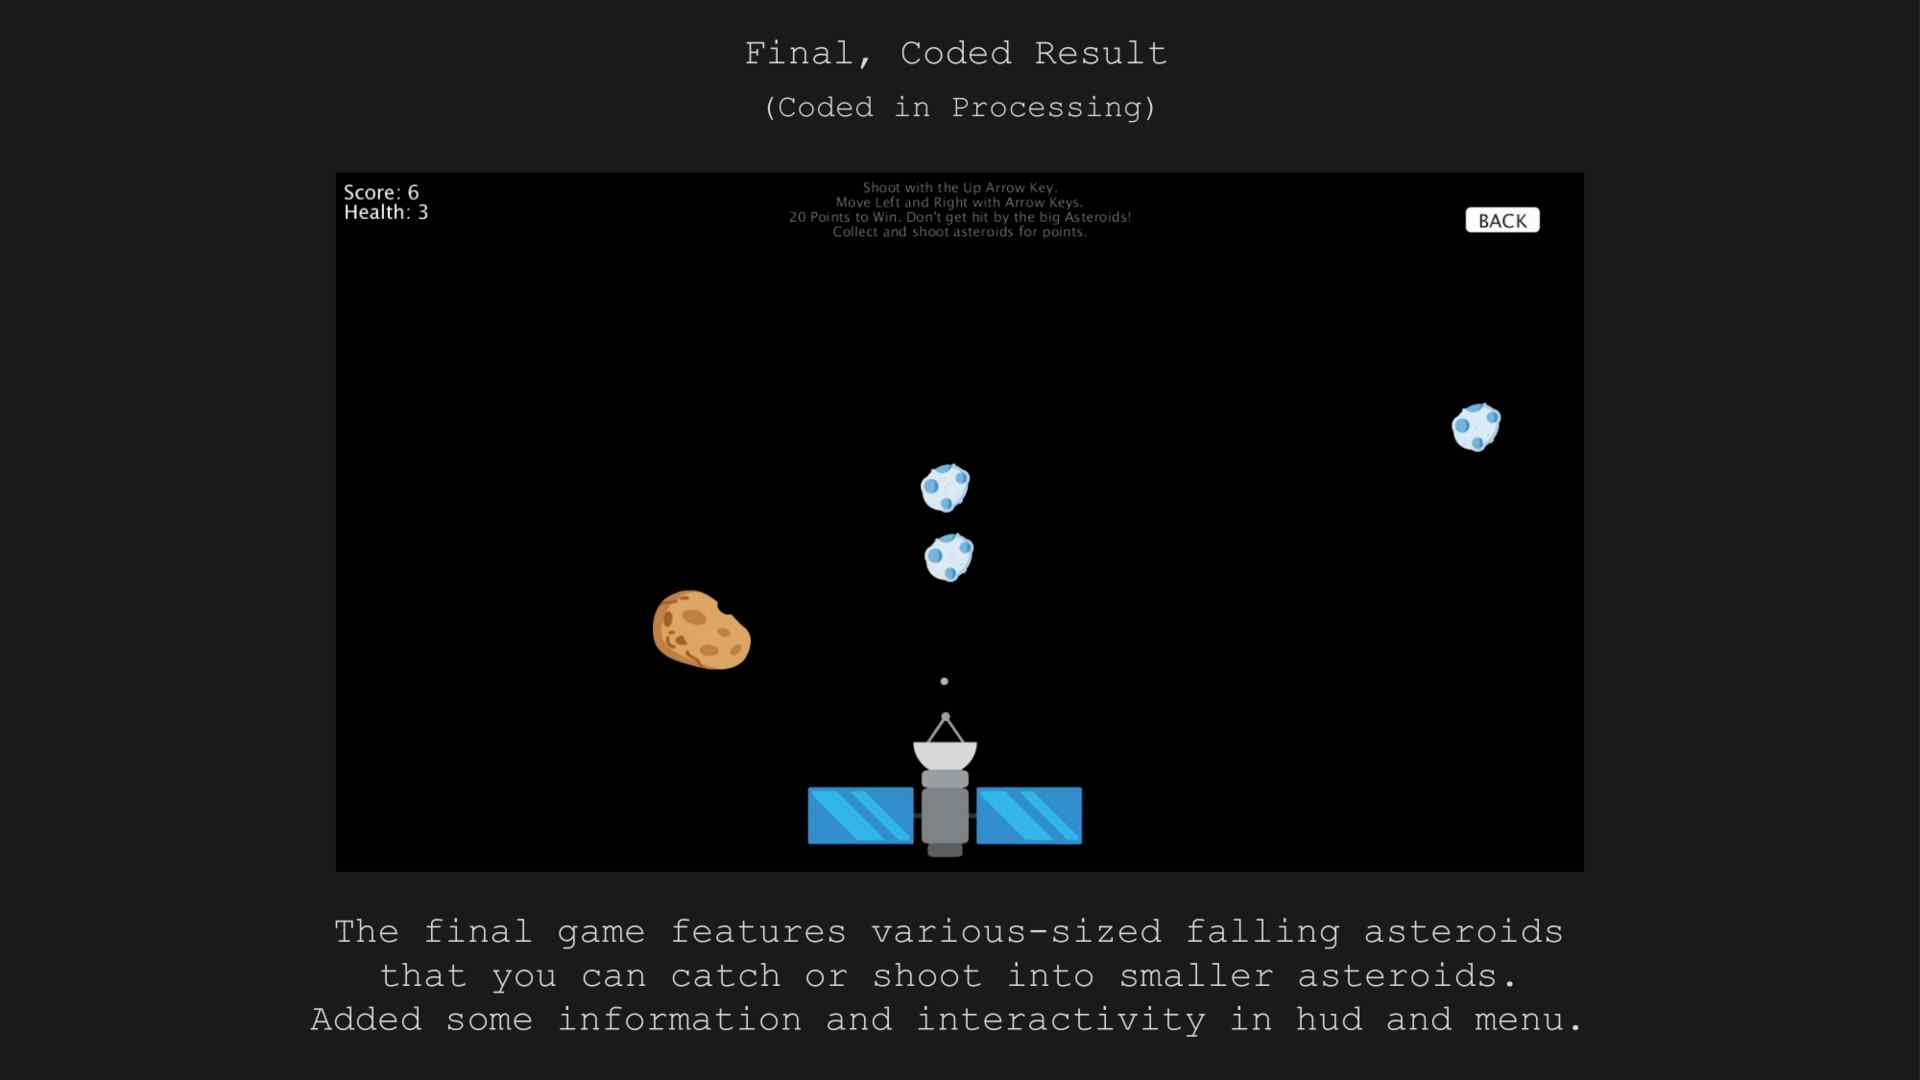 Final, Coded Result
(Coded in Processing)
Score: 6
Health: 3
Shoot with the Up Arrow Key.
Move Left and Right with Arrow Keys.
20 Points to Win. Don't get hit by the big Asteroids!
Collect and shoot asteroids for points.
BACK
The final game features various-sized falling asteroids
that you can catch or shoot into smaller asteroids.
Added some information and interactivity in hud and menu.